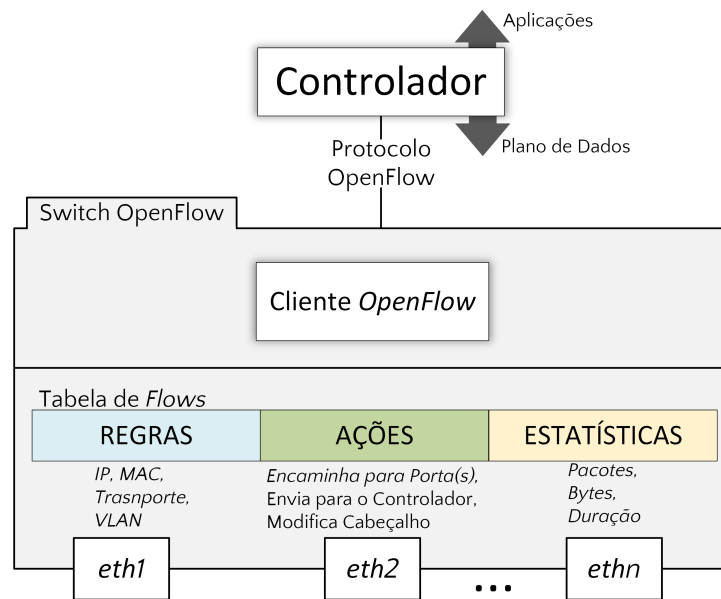 Aplicações
Controlador
Plano de Dados
Protocolo
OpenFlow
Switch OpenFlow
Cliente OpenFlow
Tabela de Flows
REGRAS
AÇÕES
ESTATÍSTICAS
IP, MAC,
Trasnporte,
VLAN
Encaminha para Porta(s),
Envia para o Controlador,
Modifica Cabeçalho
Pacotes,
Bytes,
Duração
eth1
eth2
...
ethn